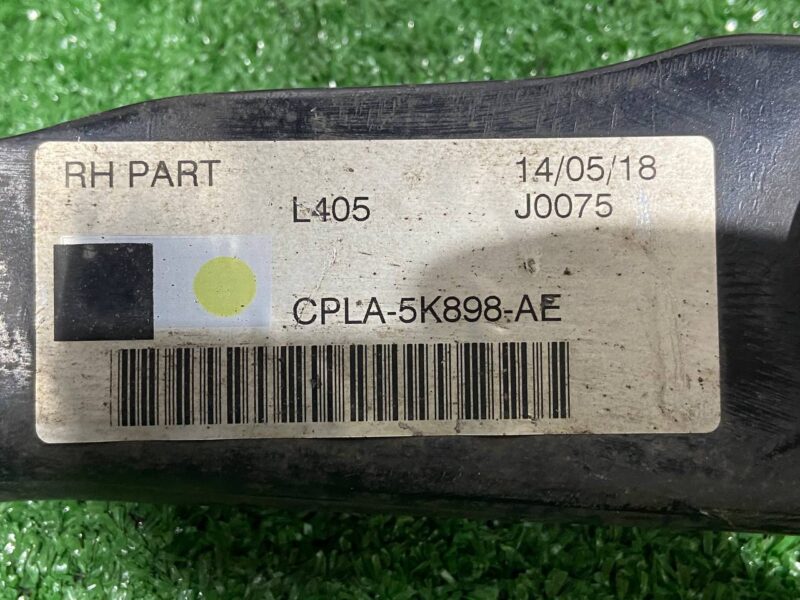 RH PART 14/05/18
L405 J0075
CPLA-5K898-AE